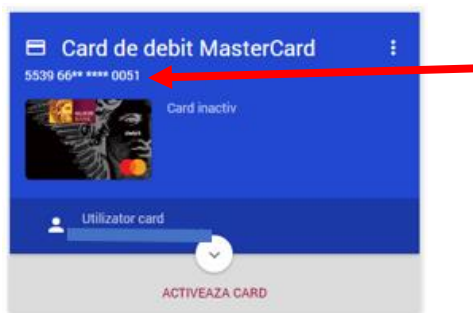 Card de debit MasterCard
5539 66** **** 0051
Card inactiv
Utilizator card
ACTIVEAZA CARD